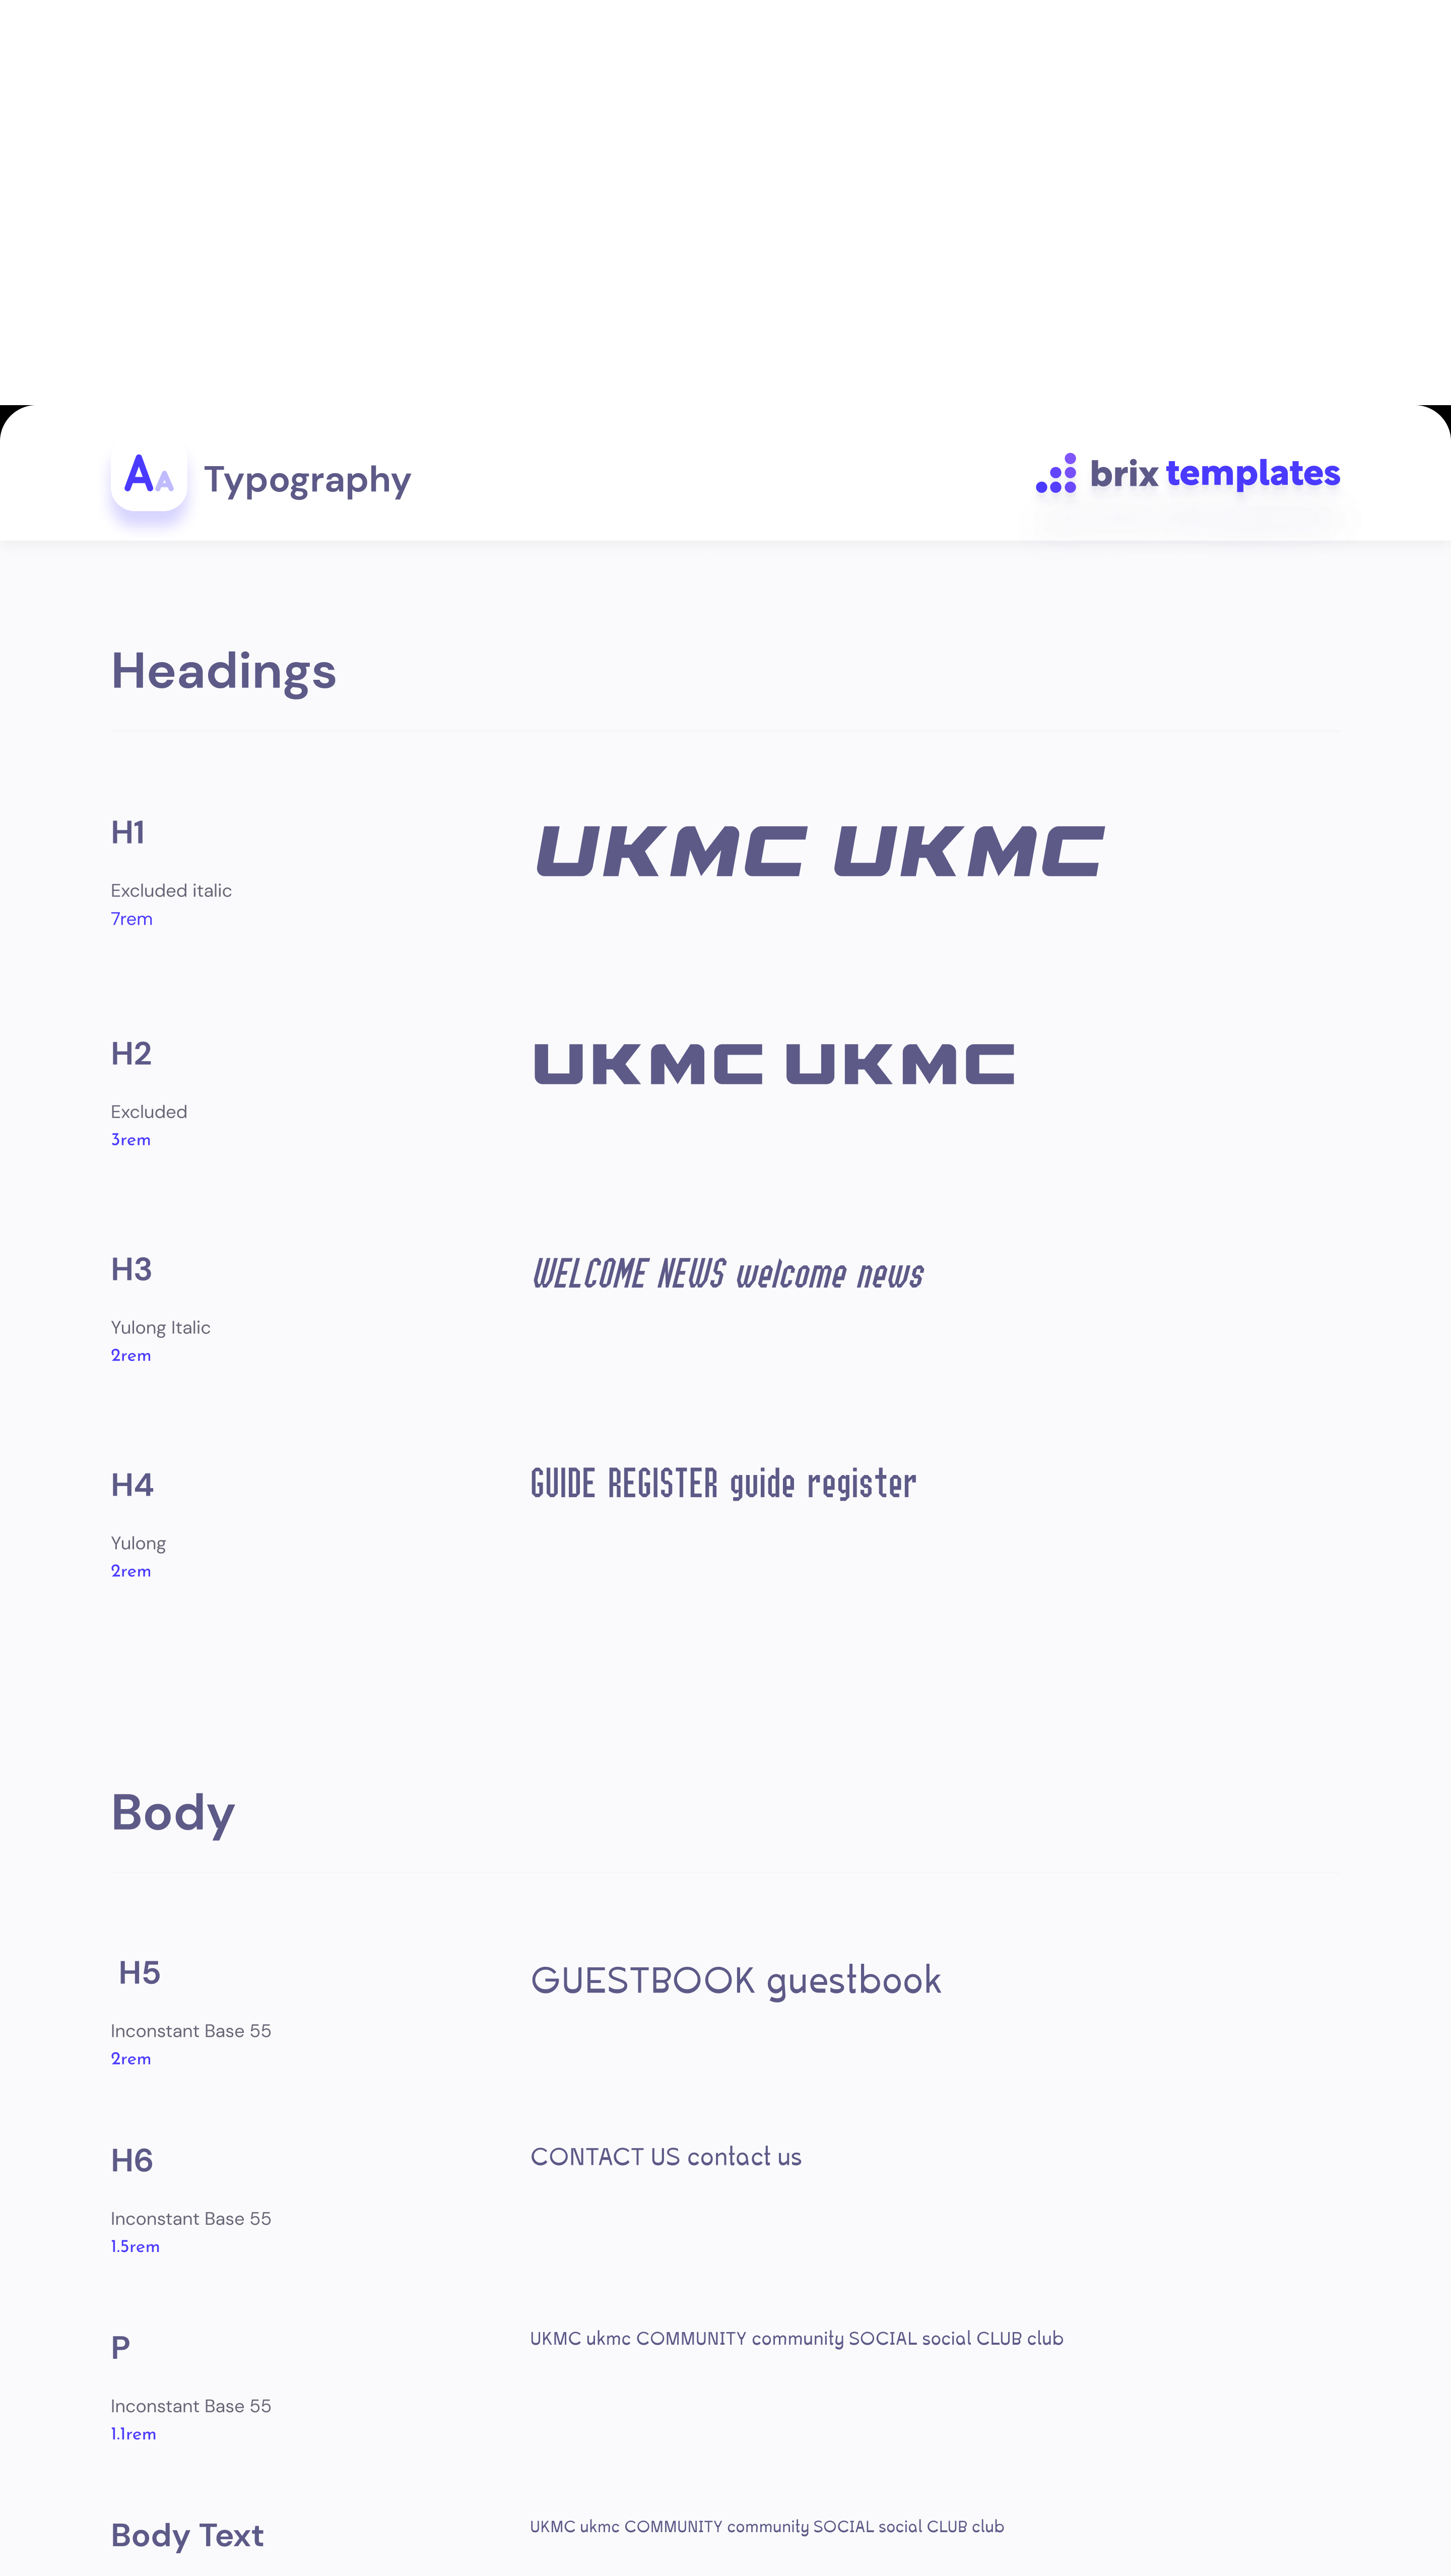 AA Typography
brix templates
Headings
H1
UKMC UKMC
Excluded italic
7rem
H2
UKMC UKMC
Excluded
3rem
H3
WELCOME NEWS welcome news
Yulong Italic
2rem
H4
GUIDE REGISTER guide register
Yulong
2rem
Body
H5
GUESTBOOK guestbook
Inconstant Base 55
2rem
H6
CONTACT US contact us
Inconstant Base 55
1.5rem
P
UKMC ukmc COMMUNITY community SOCIAL social CLUB club
Inconstant Base 55
1.1rem
Body Text
UKMC ukmc COMMUNITY community SOCIAL social CLUB club